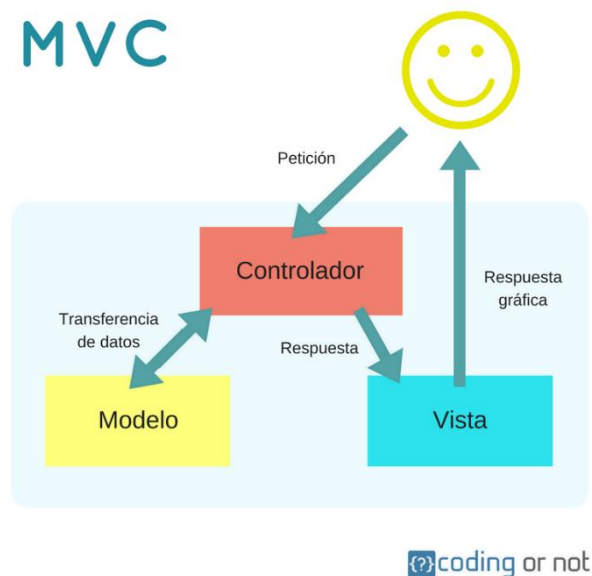 MVC
Petición
Controlador
Respuesta
gráfica
Transferencia
de datos
Respuesta
Modelo
Vista
{?}coding or not